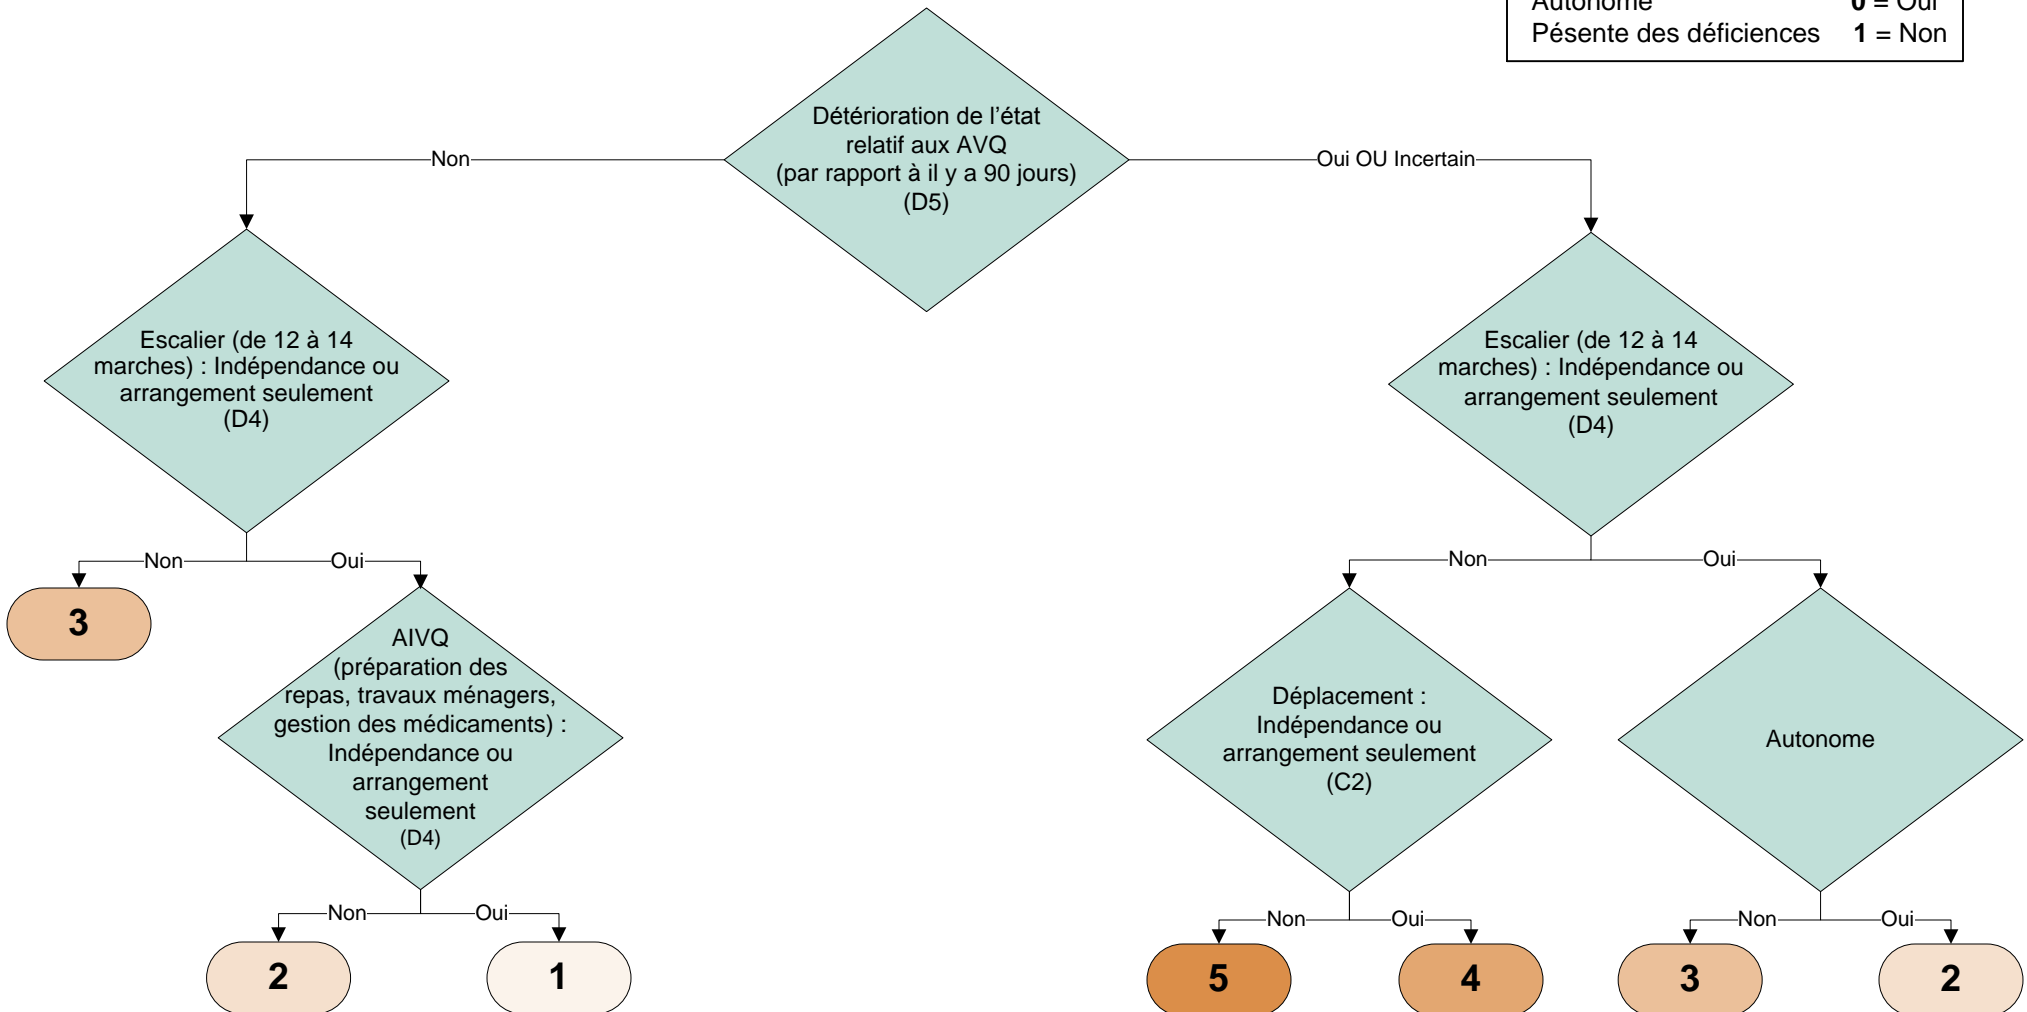 Autonome 0 = Oui
Pésente des déficiences 1 = Non
Détérioration de l’état
relatif aux AVQ
(par rapport à il y a 90 jours)
(D5)
Non
Oui OU Incertain
Escalier (de 12 à 14
marches) : Indépendance ou
arrangement seulement
(D4)
Escalier (de 12 à 14
marches) : Indépendance ou
arrangement seulement
(D4)
Non
Oui
Non
Oui
3
AIVQ
(préparation des
repas, travaux ménagers,
gestion des médicaments) :
Indépendance ou
arrangement
seulement
(D4)
Déplacement :
Indépendance ou
arrangement seulement
(C2)
Autonome
Non
Oui
Non
Oui
Non
Oui
2
1
5
4
3
2